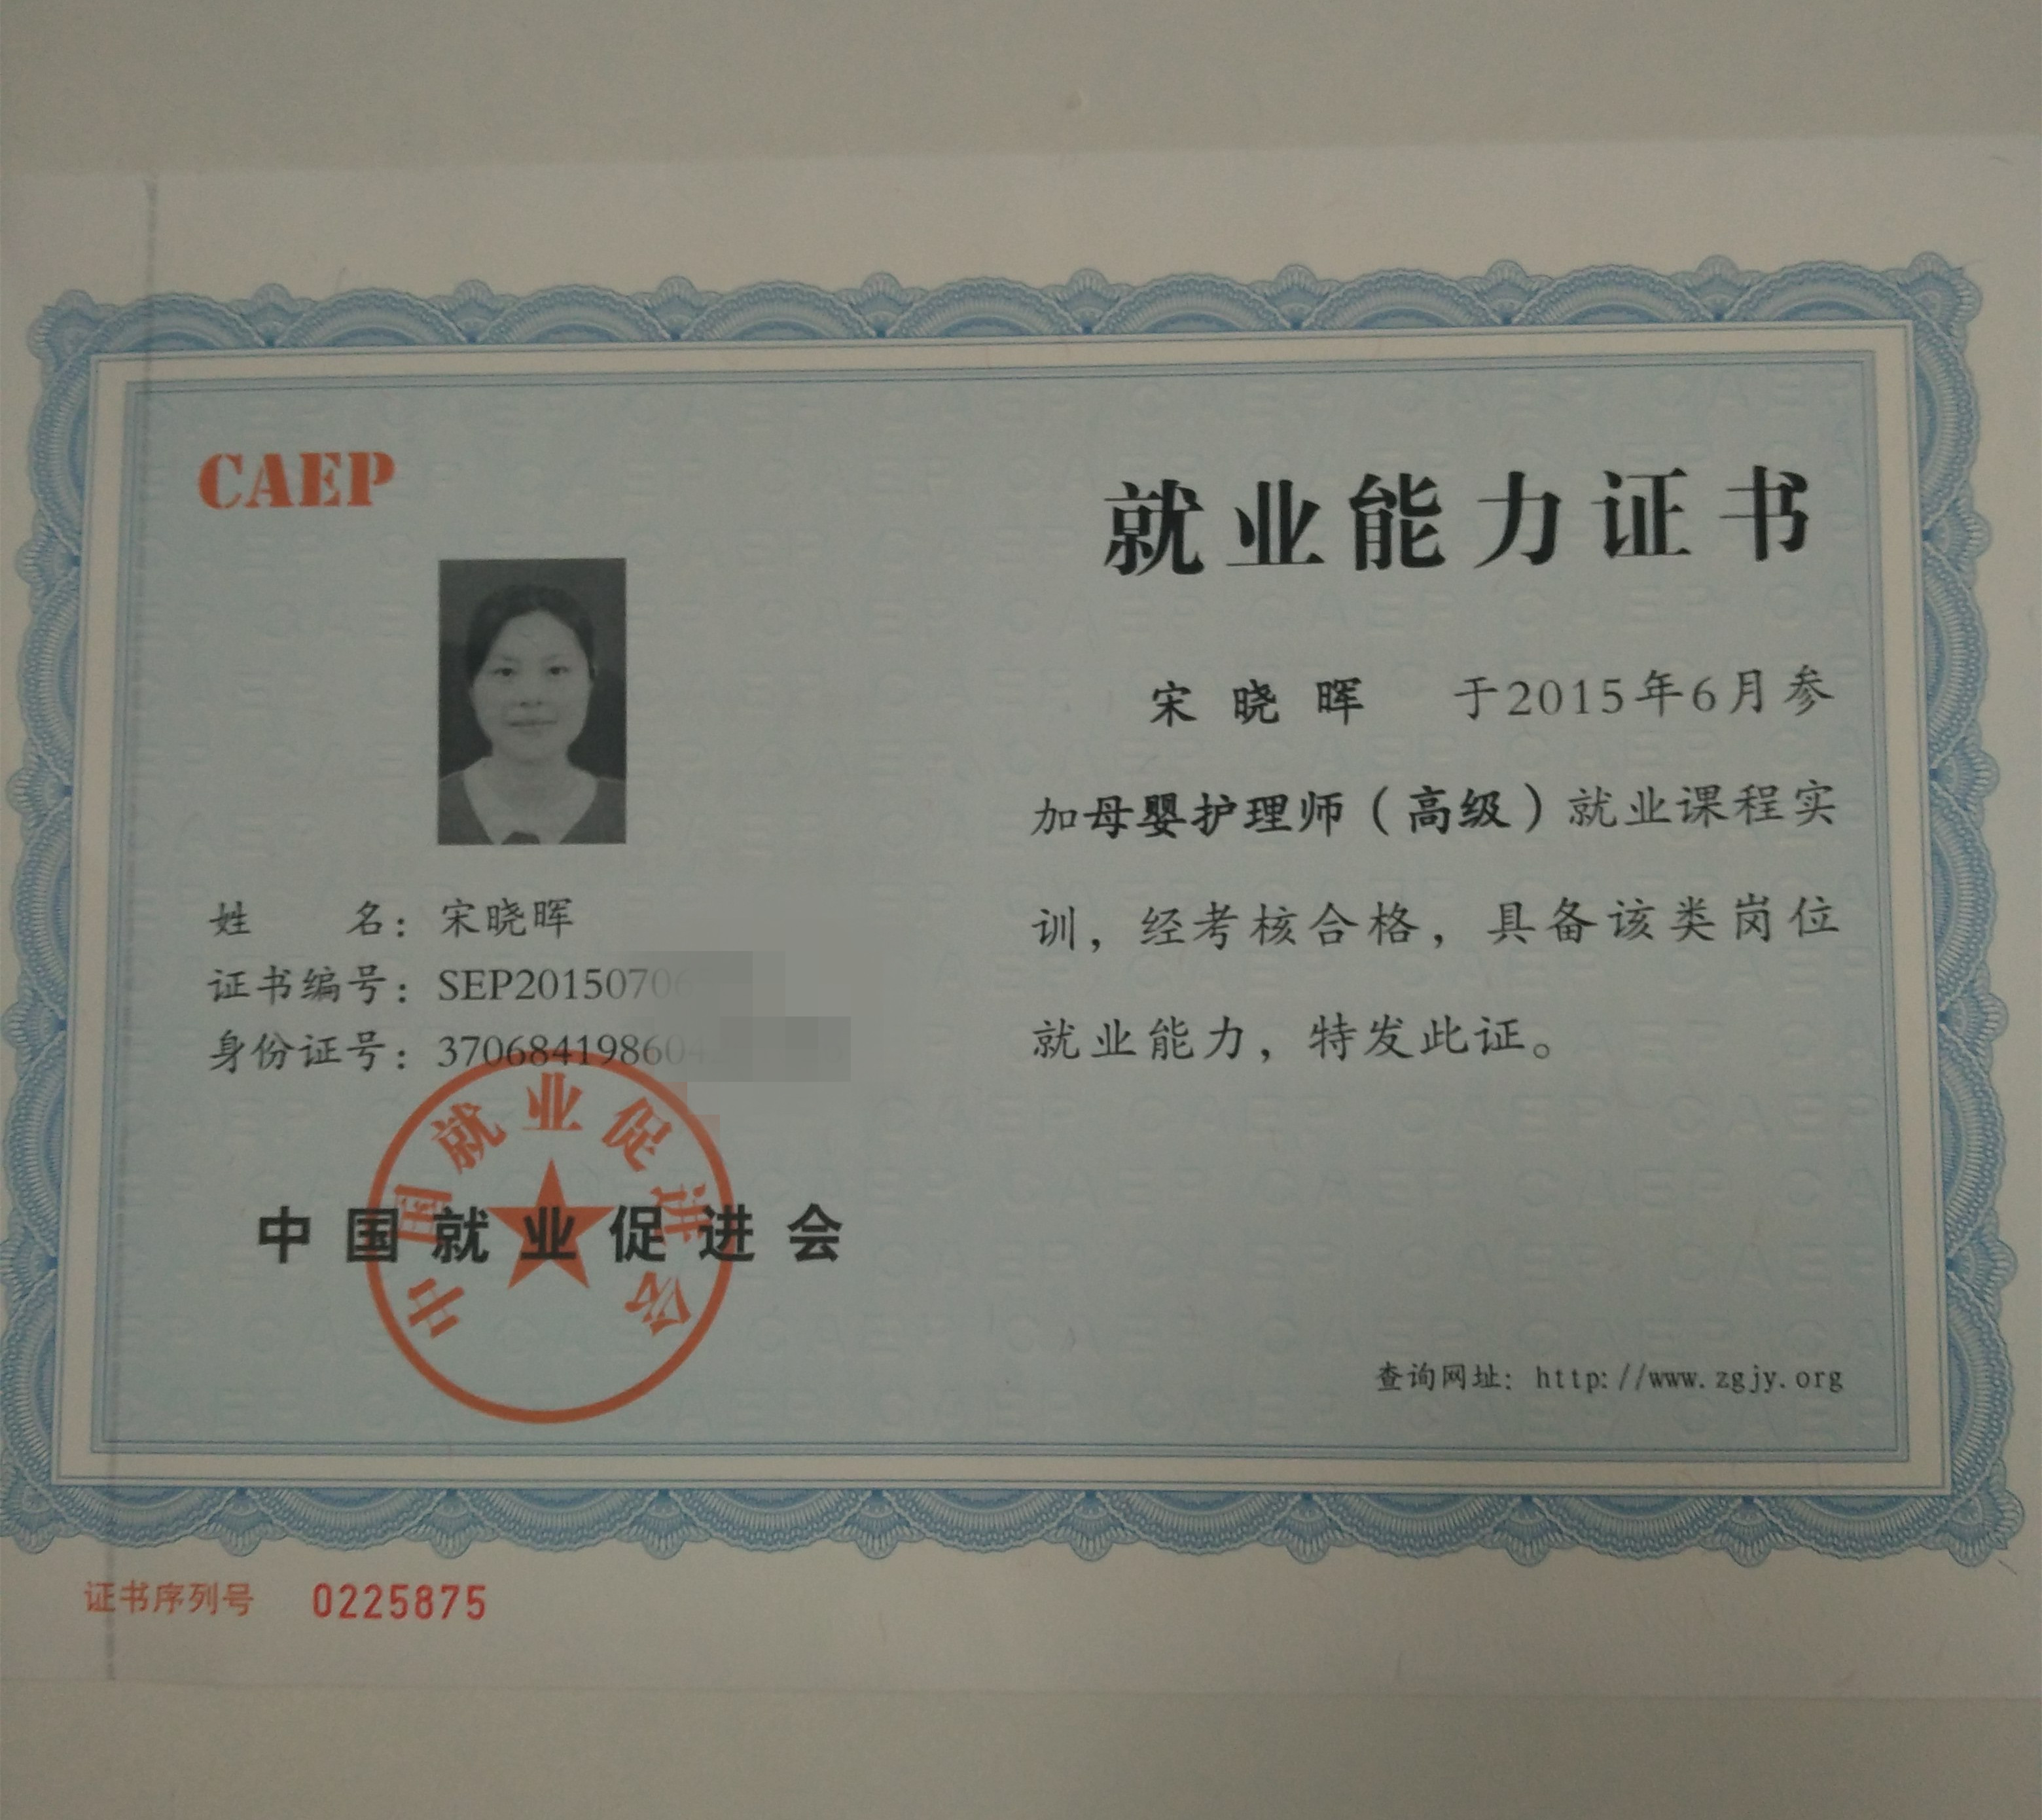 CAEP
姓 名：宋晓晖
证书编号：SEP20150706
身份证号：37068419860
中国就业促进会
中国就业促进会
就业能力证书
宋晓晖 于2015年6月参
加母婴护理师（高级）就业课程实
训，经考核合格，具备该类岗位
就业能力，特发此证。
查询网址：http://www.zgjy.org
证书序列号 0225875